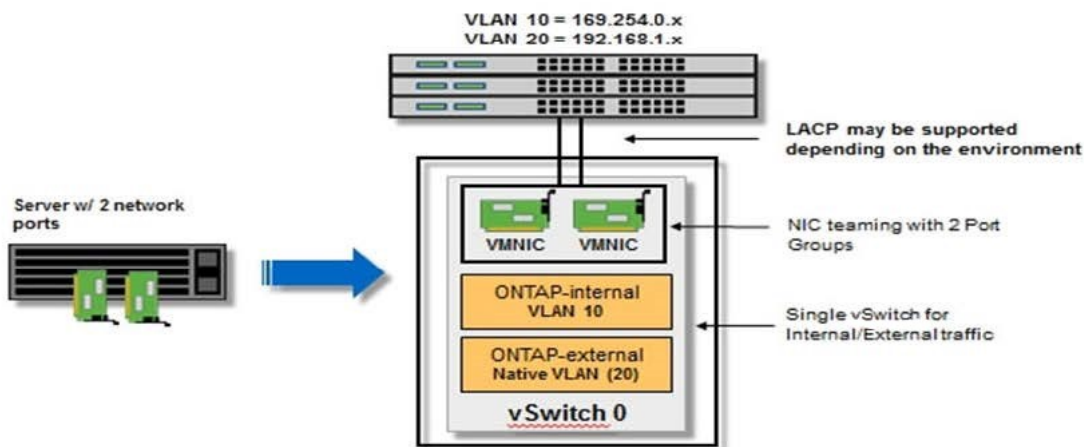 VLAN 10 = 169.254.0.x
VLAN 20 = 192.168.1.x
LACP may be supported
depending on the environment
Server w/ 2 network
ports
VMNIC VMNIC
NIC teaming with 2 Port
Groups
ONTAP-internal
VLAN 10
Single vSwitch for
Internal/External traffic
ONTAP-external
Native VLAN (20)
vSwitch 0